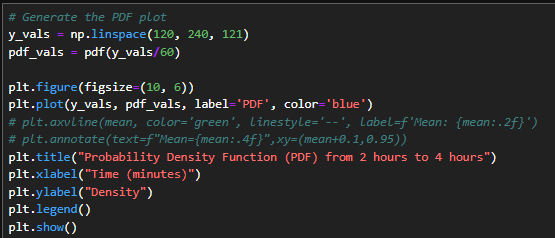 # Generate the PDF plot
y_vals = np.linspace(120, 240, 121)
pdf_vals = pdf(y_vals/60)
plt.figure(figsize=(10, 6))
plt.plot(y_vals, pdf_vals, label='PDF', color='blue')
# plt.axvline(mean, color='green', linestyle='--', label=f'Mean: {mean:.2f}')
# plt.annotate(text=f"Mean={mean:.4f}",xy=(mean+0.1,0.95))
plt.title("Probability Density Function (PDF) from 2 hours to 4 hours")
plt.xlabel("Time (minutes)")
plt.ylabel("Density")
plt.legend()
plt.show()